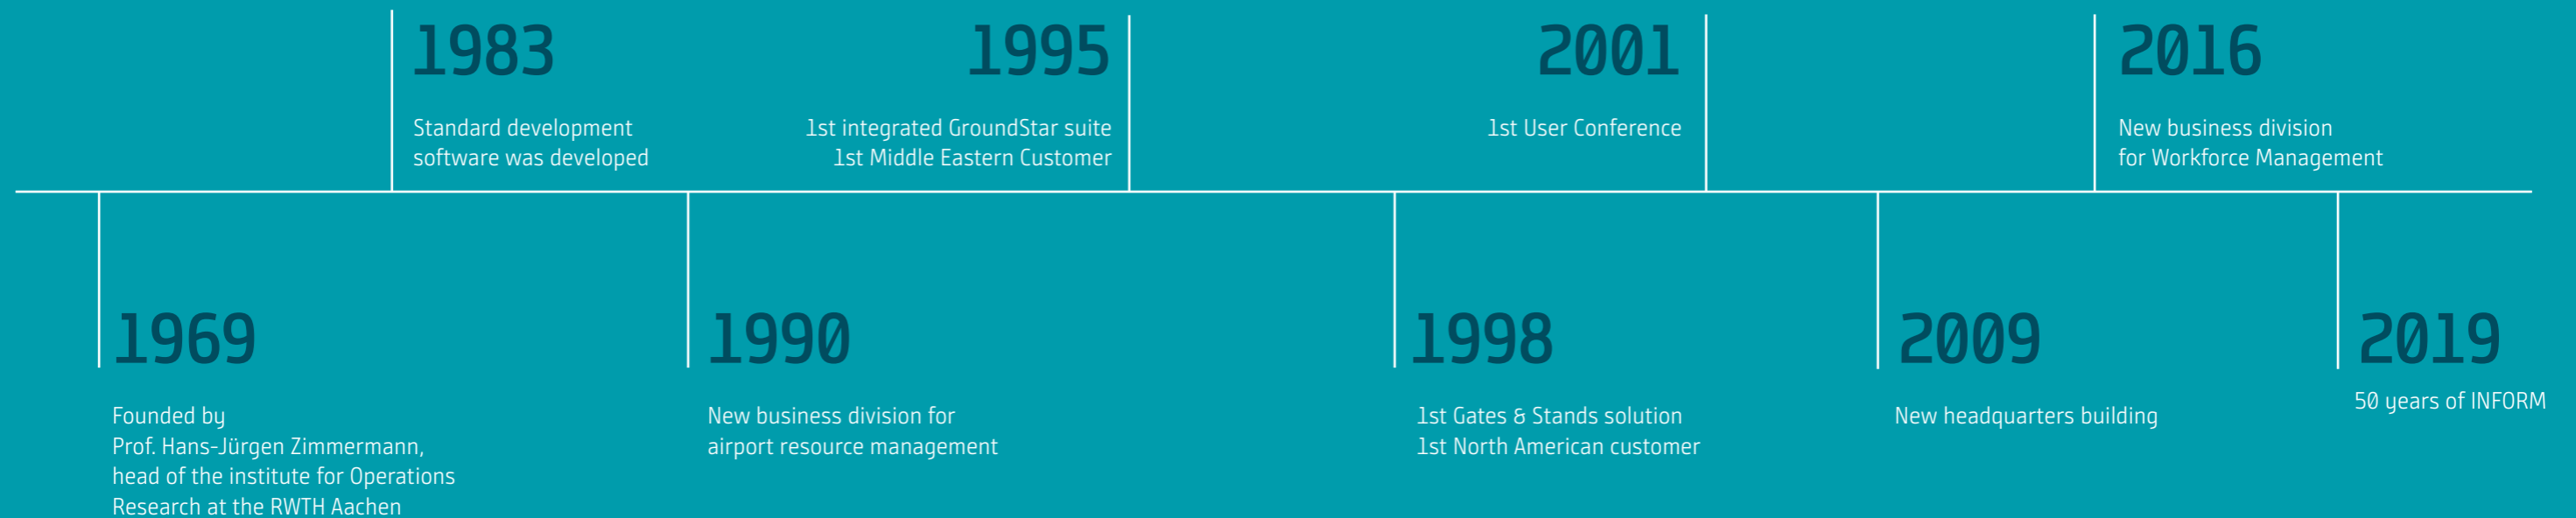 1983
Standard development
software was developed
1995
1st integrated GroundStar suite
1st Middle Eastern Customer
2001
1st User Conference
2016
New business division
for Workforce Management
1969
Founded by
Prof. Hans-Jürgen Zimmermann,
head of the institute for Operations
Research at the RWTH Aachen
1990
New business division for
airport resource management
1998
1st Gates & Stands solution
1st North American customer
2009
New headquarters building
2019
50 years of INFORM